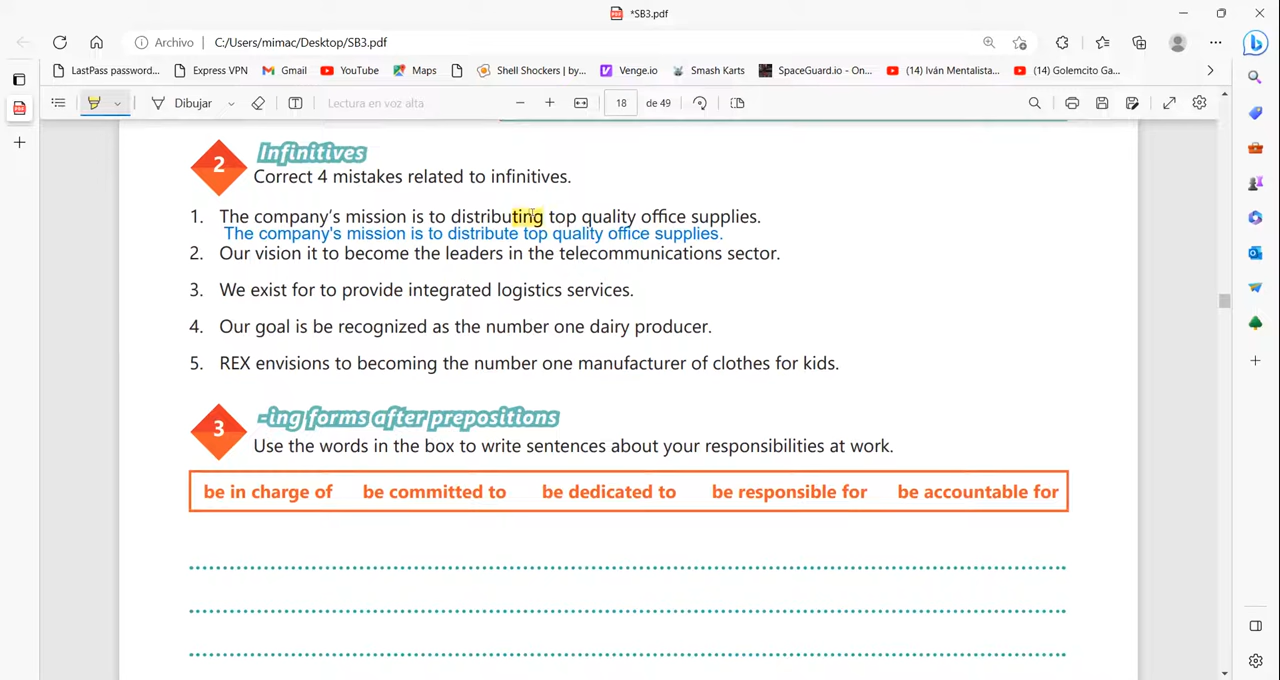 *SB3.pdf
Archivo
C:/Users/mimac/Desktop/SB3.pdf
LastPass password...
Express VPN
Gmail
YouTube
Maps
Shell Shockers | by...
Venge.io
Smash Karts
SpaceGuard.io - On...
(14) Iván Mentalista...
(14) Golemcito Ga...
Dibujar
Lectura en voz alta
18
de 49
2
Infinitives
Correct 4 mistakes related to infinitives.
1. The company's mission is to distributing top quality office supplies.
The company's mission is to distribute top quality office supplies.
2. Our vision it to become the leaders in the telecommunications sector.
3. We exist for to provide integrated logistics services.
4. Our goal is be recognized as the number one dairy producer.
5. REX envisions to becoming the number one manufacturer of clothes for kids.
3
-ing forms after prepositions
Use the words in the box to write sentences about your responsibilities at work.
be in charge of be committed to be dedicated to be responsible for be accountable for